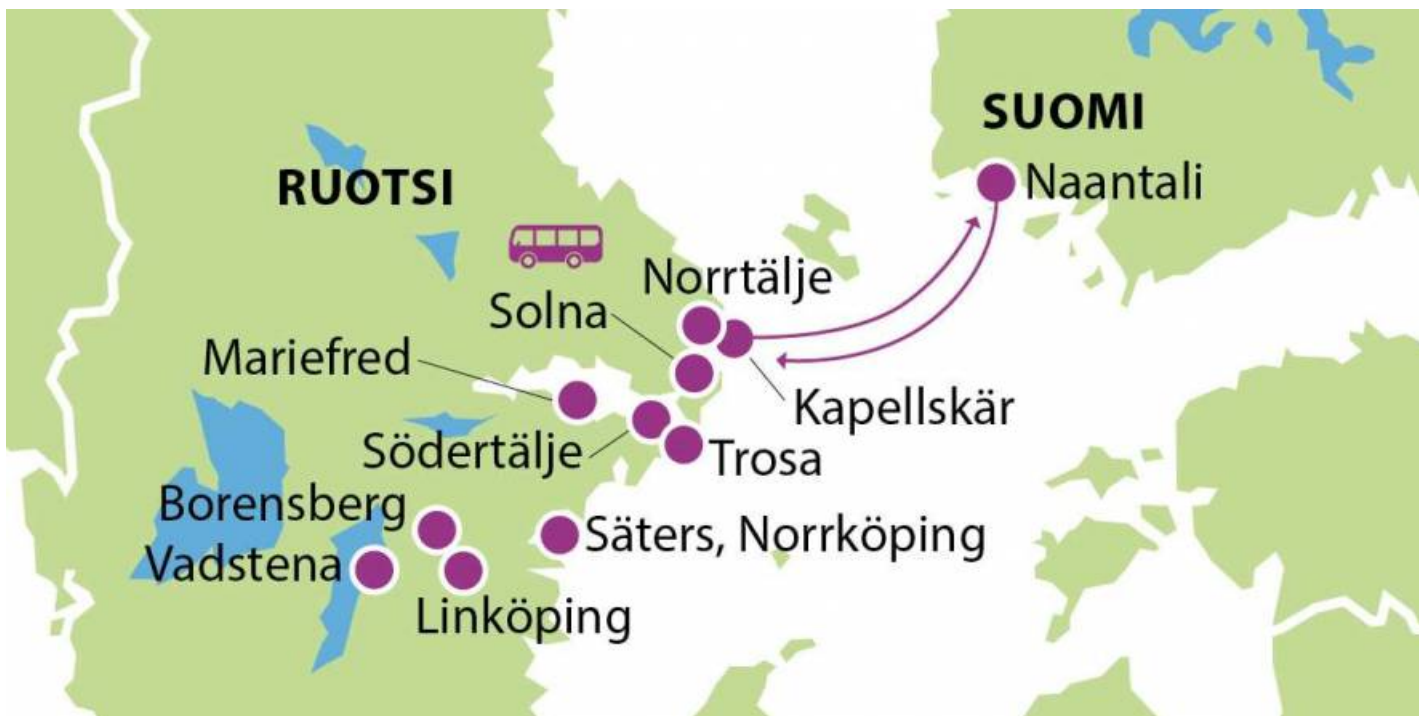 SUOMI
RUOTSI
Naantali
Norrtälje
Solna
Mariefred
Kapellskär
Södertälje
Trosa
Borensberg
Säters, Norrköping
Vadstena
Linköping